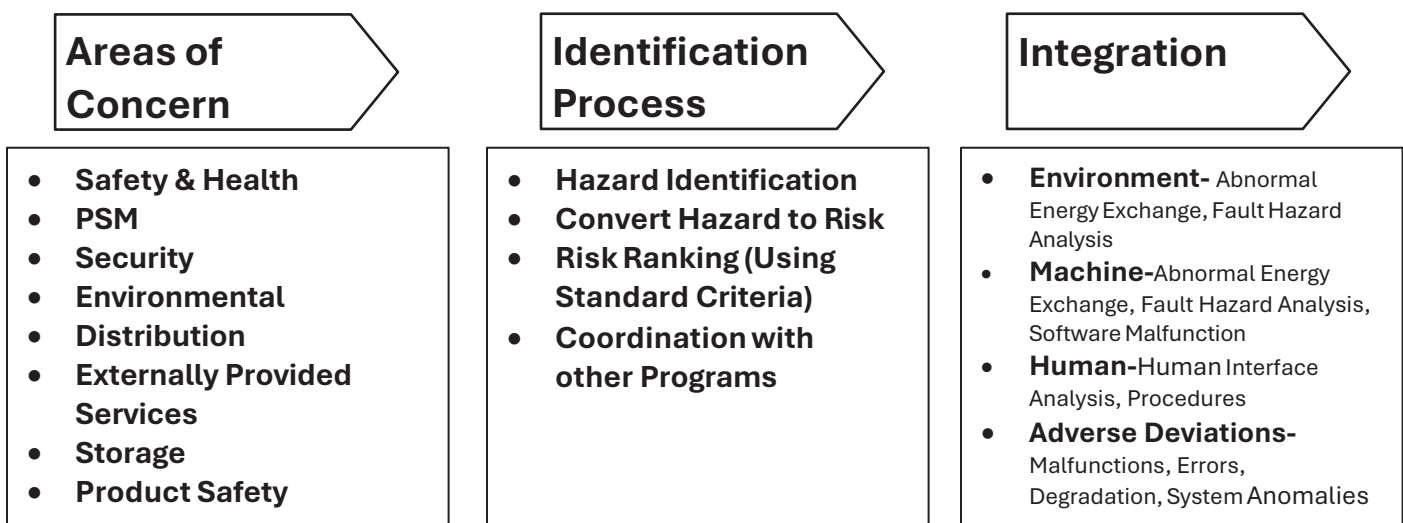 Areas of
Concern
• Safety & Health
• PSM
• Security
• Environmental
• Distribution
• Externally Provided
Services
• Storage
• Product Safety
Identification
Process
• Hazard Identification
• Convert Hazard to Risk
• Risk Ranking (Using
Standard Criteria)
• Coordination with
other Programs
Integration
• Environment- Abnormal
Energy Exchange, Fault Hazard
Analysis
• Machine-Abnormal Energy
Exchange, Fault Hazard Analysis,
Software Malfunction
• Human-Human Interface
Analysis, Procedures
• Adverse Deviations-
Malfunctions, Errors,
Degradation, System Anomalies